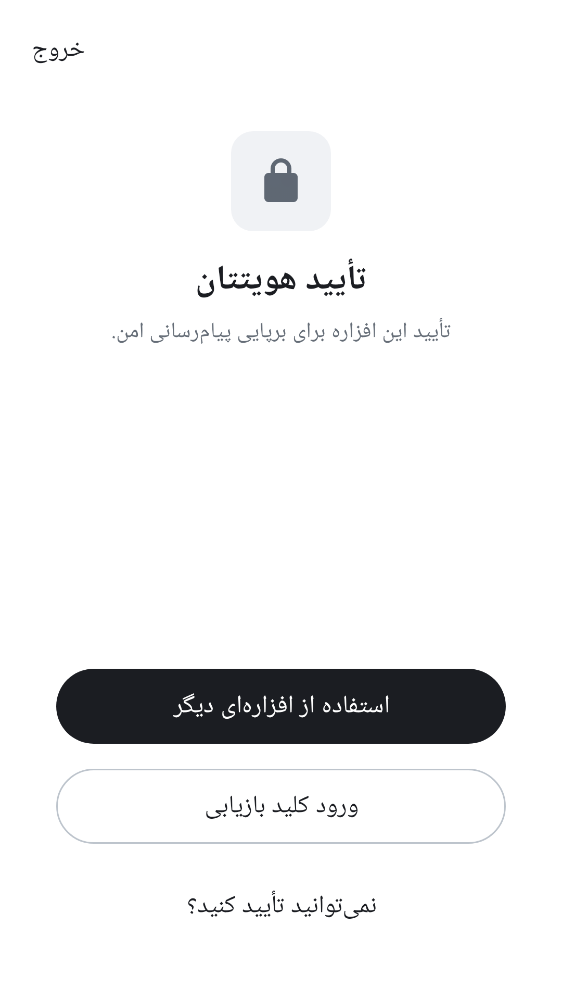 خروج
تأیید هویتتان
تأیید این افزاره برای برپایی پیام‌رسانی امن.
استفاده از افزاره‌ای دیگر
ورود کلید بازیابی
نمی‌توانید تأیید کنید؟